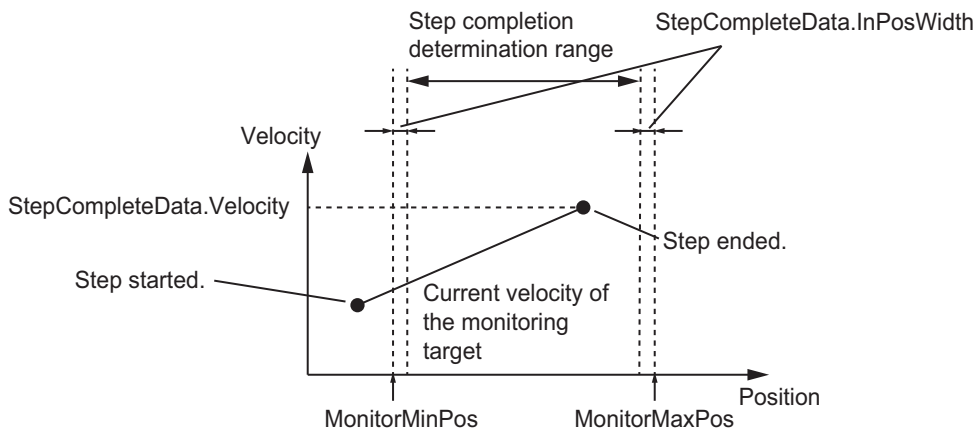 Step completion
determination range
StepCompleteData.InPosWidth
Velocity
StepCompleteData.Velocity
Step ended.
Step started.
Current velocity of
the monitoring
target
Position
MonitorMinPos
MonitorMaxPos